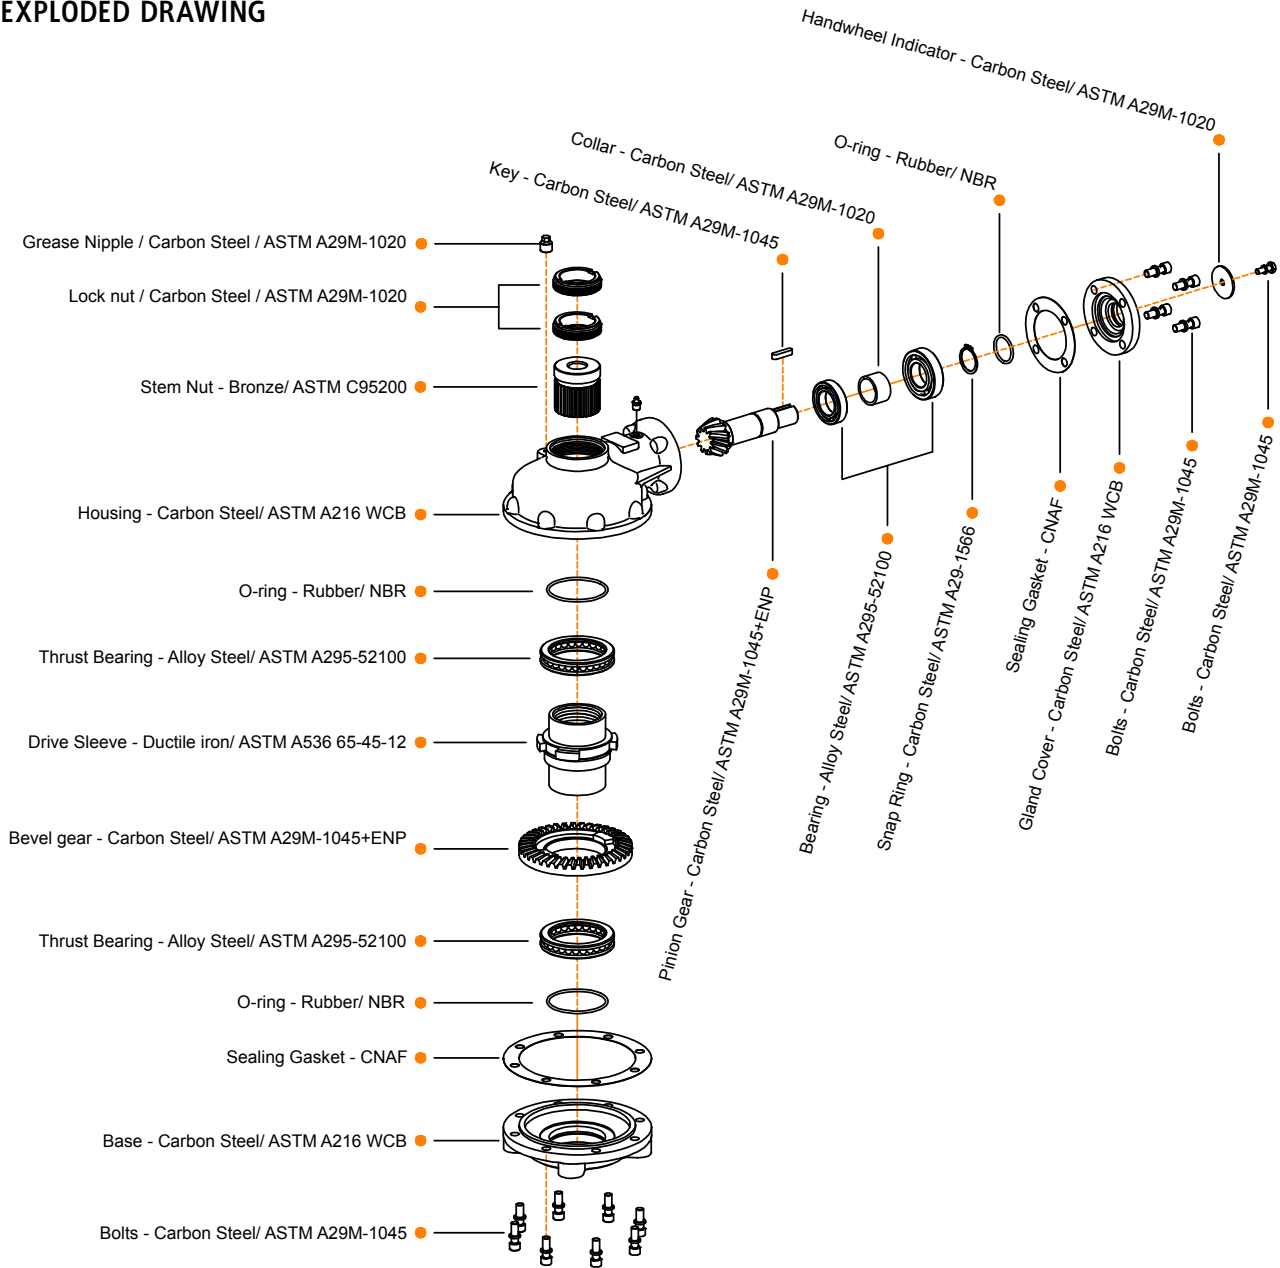 EXPLODED DRAWING
Handwheel Indicator - Carbon Steel/ ASTM A29M-1020
Collar - Carbon Steel/ ASTM A29M-1020
O-ring - Rubber/ NBR
Key - Carbon Steel/ ASTM A29M-1045
Grease Nipple / Carbon Steel / ASTM A29M-1020
Lock nut / Carbon Steel / ASTM A29M-1020
Stem Nut - Bronze/ ASTM C95200
Housing - Carbon Steel/ ASTM A216 WCB
O-ring - Rubber/ NBR
Thrust Bearing - Alloy Steel/ ASTM A295-52100
Drive Sleeve - Ductile iron/ ASTM A536 65-45-12
Bevel gear - Carbon Steel/ ASTM A29M-1045+ENP
Thrust Bearing - Alloy Steel/ ASTM A295-52100
O-ring - Rubber/ NBR
Sealing Gasket - CNAF
Base - Carbon Steel/ ASTM A216 WCB
Bolts - Carbon Steel/ ASTM A29M-1045
Pinion Gear - Carbon Steel/ ASTM A29M-1045+ENP
Bearing - Alloy Steel/ ASTM A295-52100
Snap Ring - Carbon Steel/ ASTM A29-1566
Sealing Gasket - CNAF
Gland Cover - Carbon Steel/ ASTM A216 WCB
Bolts - Carbon Steel/ ASTM A29M-1045
Bolts - Carbon Steel/ ASTM A29M-1045